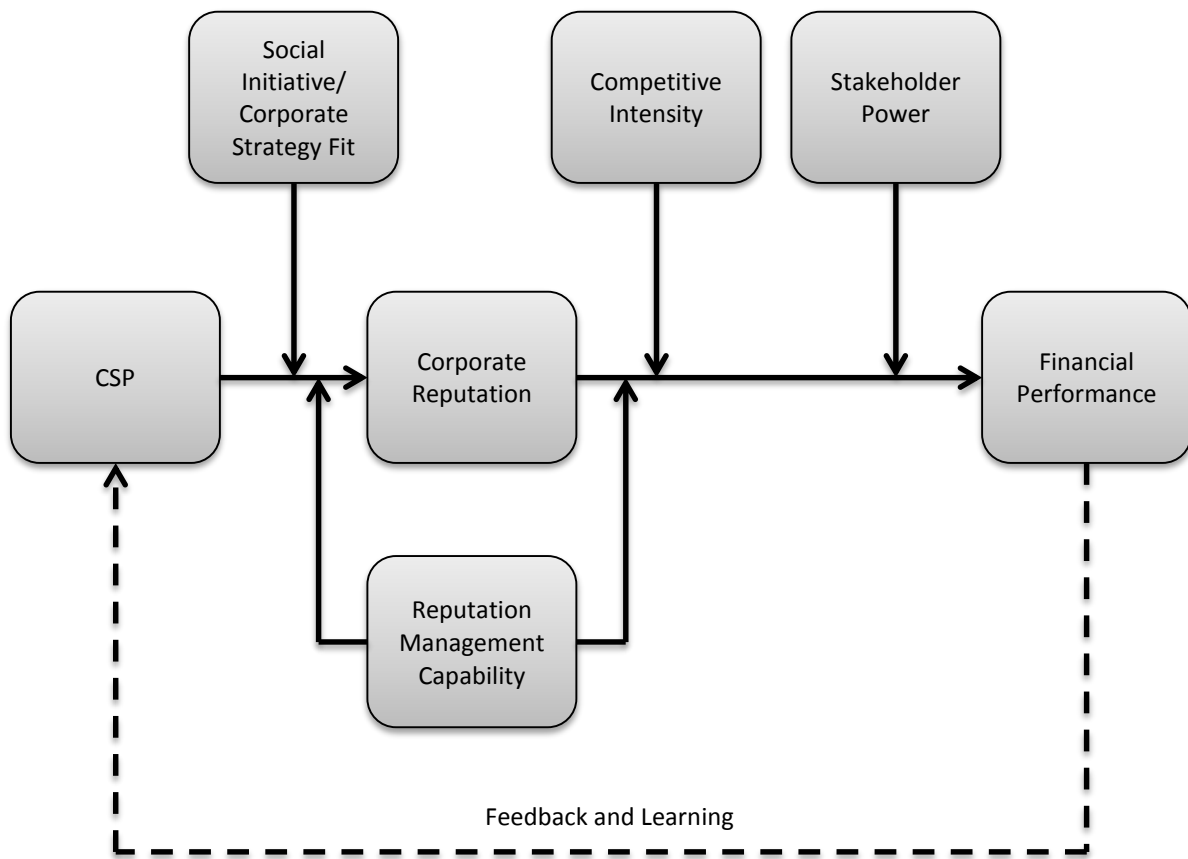 Social
Initiative/
Corporate
Strategy Fit
Competitive
Intensity
Stakeholder
Power
CSP
Corporate
Reputation
Financial
Performance
Reputation
Management
Capability
Feedback and Learning